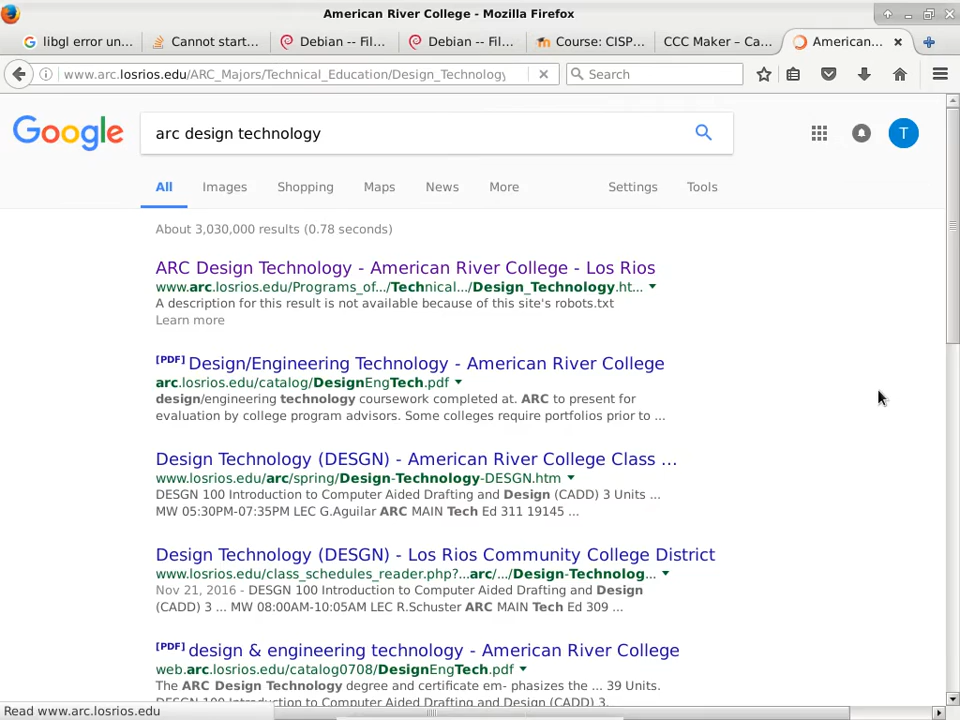 American River College - Mozilla Firefox
libgl error un...
Cannot start...
Debian -- Fil...
Debian -- Fil...
Course: CISP...
CCC Maker – Ca...
American...
www.arc.losrios.edu/ARC_Majors/Technical_Education/Design_Technology
Search
Google
arc design technology
T
All
Images
Shopping
Maps
News
More
Settings
Tools
About 3,030,000 results (0.78 seconds)
ARC Design Technology - American River College - Los Rios
www.arc.losrios.edu/Programs_of.../Technical.../Design_Technology.ht...
A description for this result is not available because of this site's robots.txt
Learn more
[PDF] Design/Engineering Technology - American River College
arc.losrios.edu/catalog/DesignEngTech.pdf
design/engineering technology coursework completed at. ARC to present for
evaluation by college program advisors. Some colleges require portfolios prior to ...
Design Technology (DESGN) - American River College Class ...
www.losrios.edu/arc/spring/Design-Technology-DESGN.htm
DESGN 100 Introduction to Computer Aided Drafting and Design (CADD) 3 Units ...
MW 05:30PM-07:35PM LEC G.Aguilar ARC MAIN Tech Ed 311 19145 ...
Design Technology (DESGN) - Los Rios Community College District
www.losrios.edu/class_schedules_reader.php?...arc/.../Design-Technolog...
Nov 21, 2016 - DESGN 100 Introduction to Computer Aided Drafting and Design
(CADD) 3 ... MW 08:00AM-10:05AM LEC R.Schuster ARC MAIN Tech Ed 309 ...
[PDF] design & engineering technology - American River College
web.arc.losrios.edu/catalog0708/DesignEngTech.pdf
The ARC Design Technology degree and certificate em- phasizes the ... 39 Units.
DESGN 100 Introduction to Computer Aided Drafting and Design (CADD) 3.
Read www.arc.losrios.edu